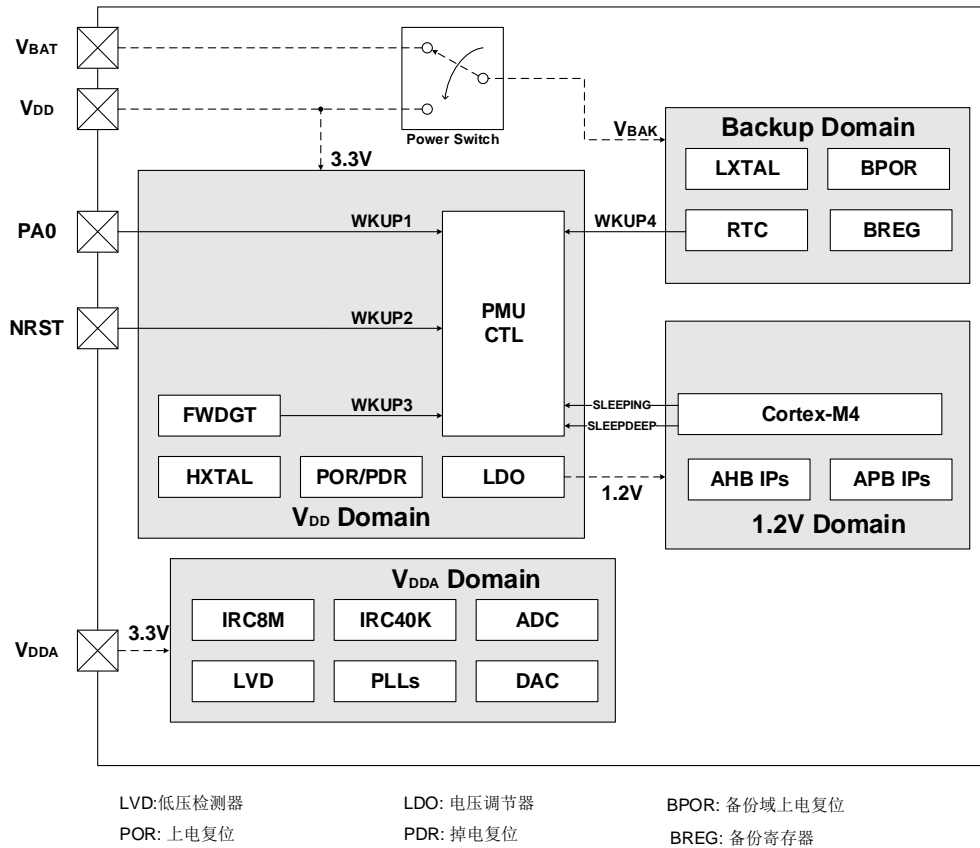 VBAT
VDD
Power Switch
3.3V
VBAK
Backup Domain
LXTAL
BPOR
RTC
BREG
PA0
WKUP1
WKUP4
NRST
WKUP2
PMU
CTL
FWDGT
WKUP3
SLEEPING
SLEEPDEEP
Cortex-M4
HXTAL
POR/PDR
LDO
1.2V
AHB IPs
APB IPs
VDD Domain
1.2V Domain
VDDA Domain
IRC8M
IRC40K
ADC
VDDA
3.3V
LVD
PLLs
DAC
LVD:低压检测器
LDO: 电压调节器
BPOR: 备份域上电复位
POR: 上电复位
PDR: 掉电复位
BREG: 备份寄存器